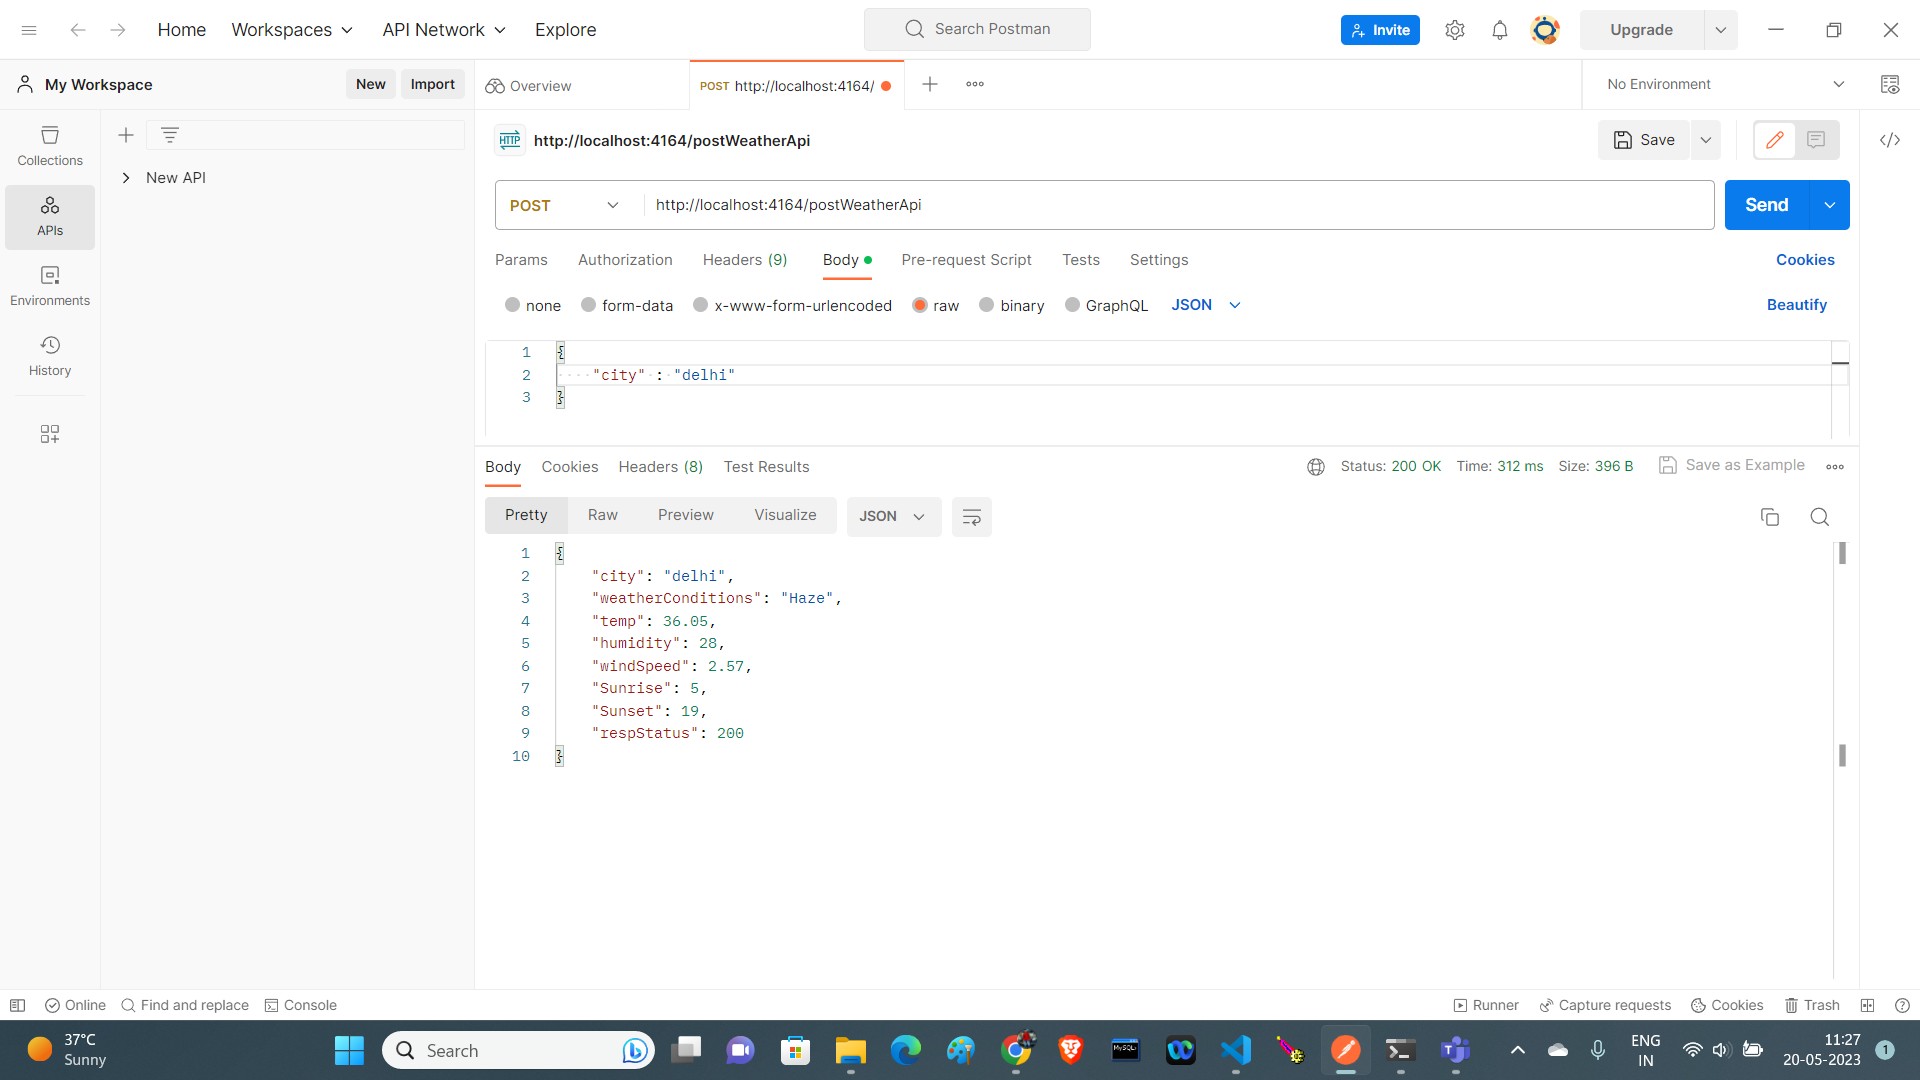 Home Workspaces API Network Explore Search Postman Invite Upgrade
My Workspace New Import Overview POST http://localhost:4164/ No Environment
HTTP http://localhost:4164/postWeatherApi Save
Collections
New API
APIs
Environments
History
POST http://localhost:4164/postWeatherApi Send
Params Authorization Headers (9) Body Pre-request Script Tests Settings Cookies
none form-data x-www-form-urlencoded raw binary GraphQL JSON Beautify
1 {
2 "city" : "delhi"
3 }
Body Cookies Headers (8) Test Results Status: 200 OK Time: 312 ms Size: 396 B Save as Example
Pretty Raw Preview Visualize JSON
1 {
2 "city": "delhi",
3 "weatherConditions": "Haze",
4 "temp": 36.05,
5 "humidity": 28,
6 "windSpeed": 2.57,
7 "Sunrise": 5,
8 "Sunset": 19,
9 "respStatus": 200
10 }
Online Find and replace Console Runner Capture requests Cookies Trash
37°C
Sunny
Search
MySQL
ENG
IN
11:27
20-05-2023
1